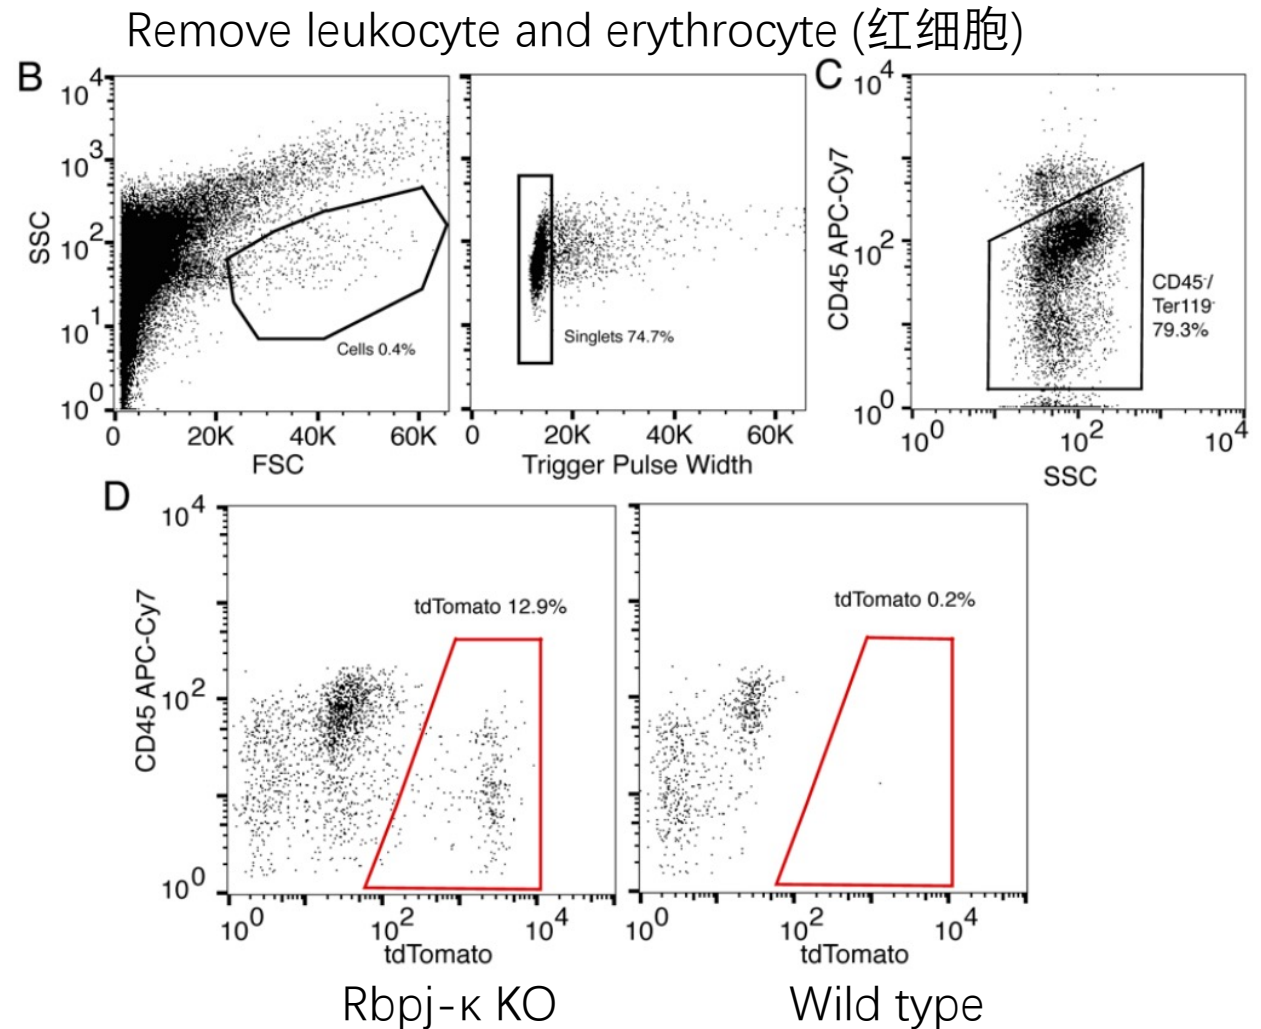 Remove leukocyte and erythrocyte (红细胞)
B
C
10^4
10^3
10^2
10^1
10^0
SSC
Cells 0.4%
0
20K
40K
60K
FSC
Singlets 74.7%
0
20K
40K
60K
Trigger Pulse Width
10^4
10^2
10^0
CD45 APC-Cy7
CD45⁻/
Ter119⁻
79.3%
10^0
10^2
10^4
SSC
D
10^4
10^2
10^0
CD45 APC-Cy7
tdTomato 12.9%
10^0
10^2
10^4
tdTomato
tdTomato 0.2%
10^0
10^2
10^4
tdTomato
Rbpj-κ KO
Wild type